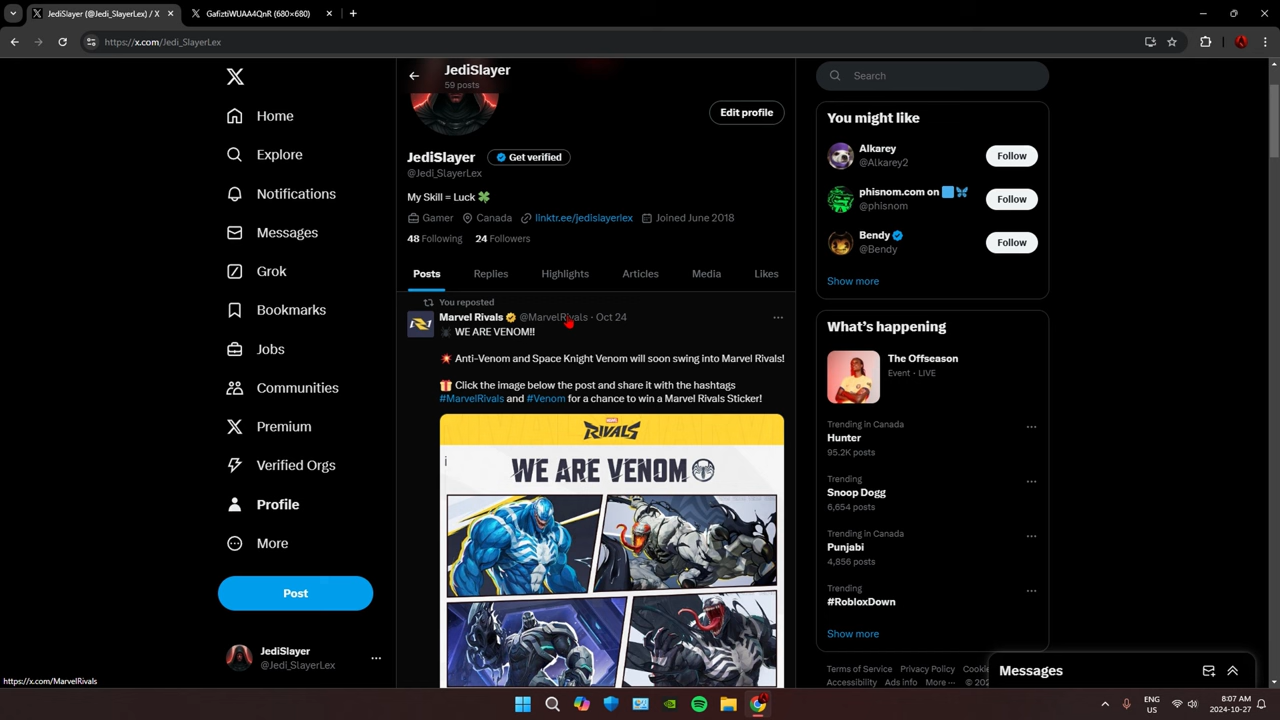 JediSlayer (@Jedi_SlayerLex) / X
GafiztiWUAA4QnR (680×680)
https://x.com/Jedi_SlayerLex
JediSlayer
59 posts
Search
Edit profile
You might like
JediSlayer
Get verified
@Jedi_SlayerLex
My Skill = Luck 🍀
Gamer Canada linktr.ee/jedislayerlex Joined June 2018
48 Following 24 Followers
Home
Explore
Notifications
Messages
Grok
Bookmarks
Jobs
Communities
Premium
Verified Orgs
Profile
More
Post
JediSlayer
@Jedi_SlayerLex
Posts Replies Highlights Articles Media Likes
You reposted
Marvel Rivals @MarvelRivals · Oct 24
WE ARE VENOM!!
💥 Anti-Venom and Space Knight Venom will soon swing into Marvel Rivals!
🎁 Click the image below the post and share it with the hashtags
#MarvelRivals and #Venom for a chance to win a Marvel Rivals Sticker!
MARVEL
RIVALS
WE ARE VENOM
Alkarey
@Alkarey2
Follow
phisnom.com on 🟦🦋
@phisnom
Follow
Bendy
@Bendy
Follow
Show more
What's happening
The Offseason
Event · LIVE
Trending in Canada
Hunter
95.2K posts
Trending
Snoop Dogg
6,654 posts
Trending in Canada
Punjabi
4,856 posts
Trending
#RobloxDown
Show more
Terms of Service Privacy Policy Cookie
Accessibility Ads info More ··· © 202
Messages
https://x.com/MarvelRivals
ENG
US
8:07 AM
2024-10-27